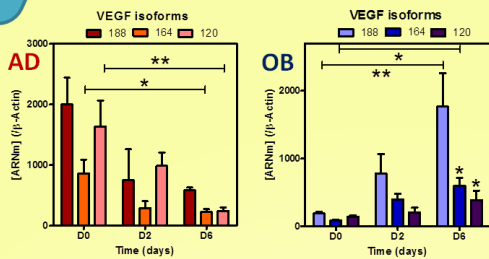 VEGF isoforms
188 164 120
AD
**
*
3000
2000
1000
0
[ARNm] (/β-Actin)
D0 D2 D6
Time (days)
VEGF isoforms
188 164 120
OB
*
**
*
*
2000
1000
0
[ARNm] (/β-Actin)
D0 D2 D6
Time (days)